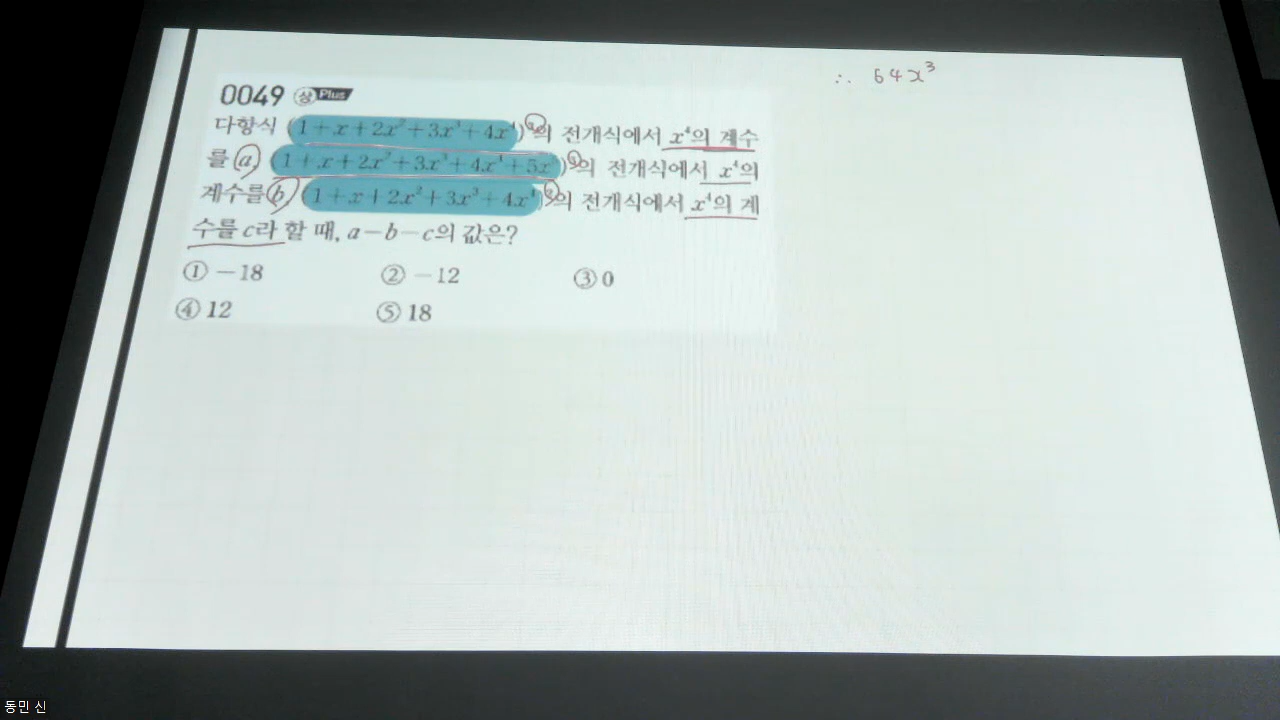 ∴ 64x³
0049 상 Plus
다항식 (1+x+2x²+3x³+4x⁴)의 전개식에서 x⁴의 계수
를 a, (1+x+2x²+3x³+4x⁴+5x)의 전개식에서 x⁴의
계수를 b, (1+x+2x²+3x³+4x⁴)의 전개식에서 x⁴의 계
수를 c라 할 때, a-b-c의 값은?
① -18 ② -12 ③ 0
④ 12 ⑤ 18
동민 신